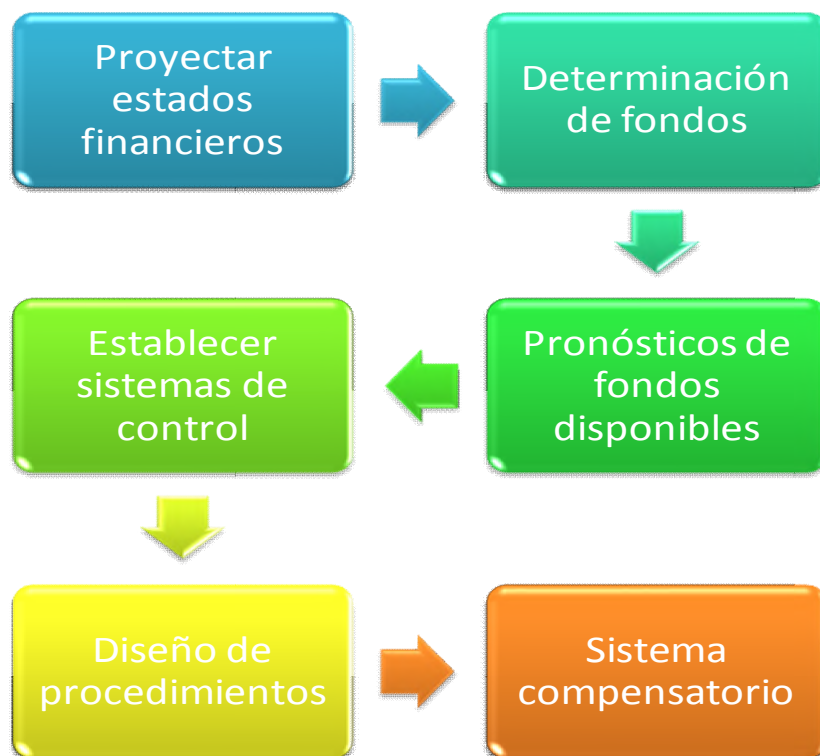 Proyectar
estados
financieros
Determinación
de fondos
Pronósticos de
fondos
disponibles
Establecer
sistemas de
control
Diseño de
procedimientos
Sistema
compensatorio